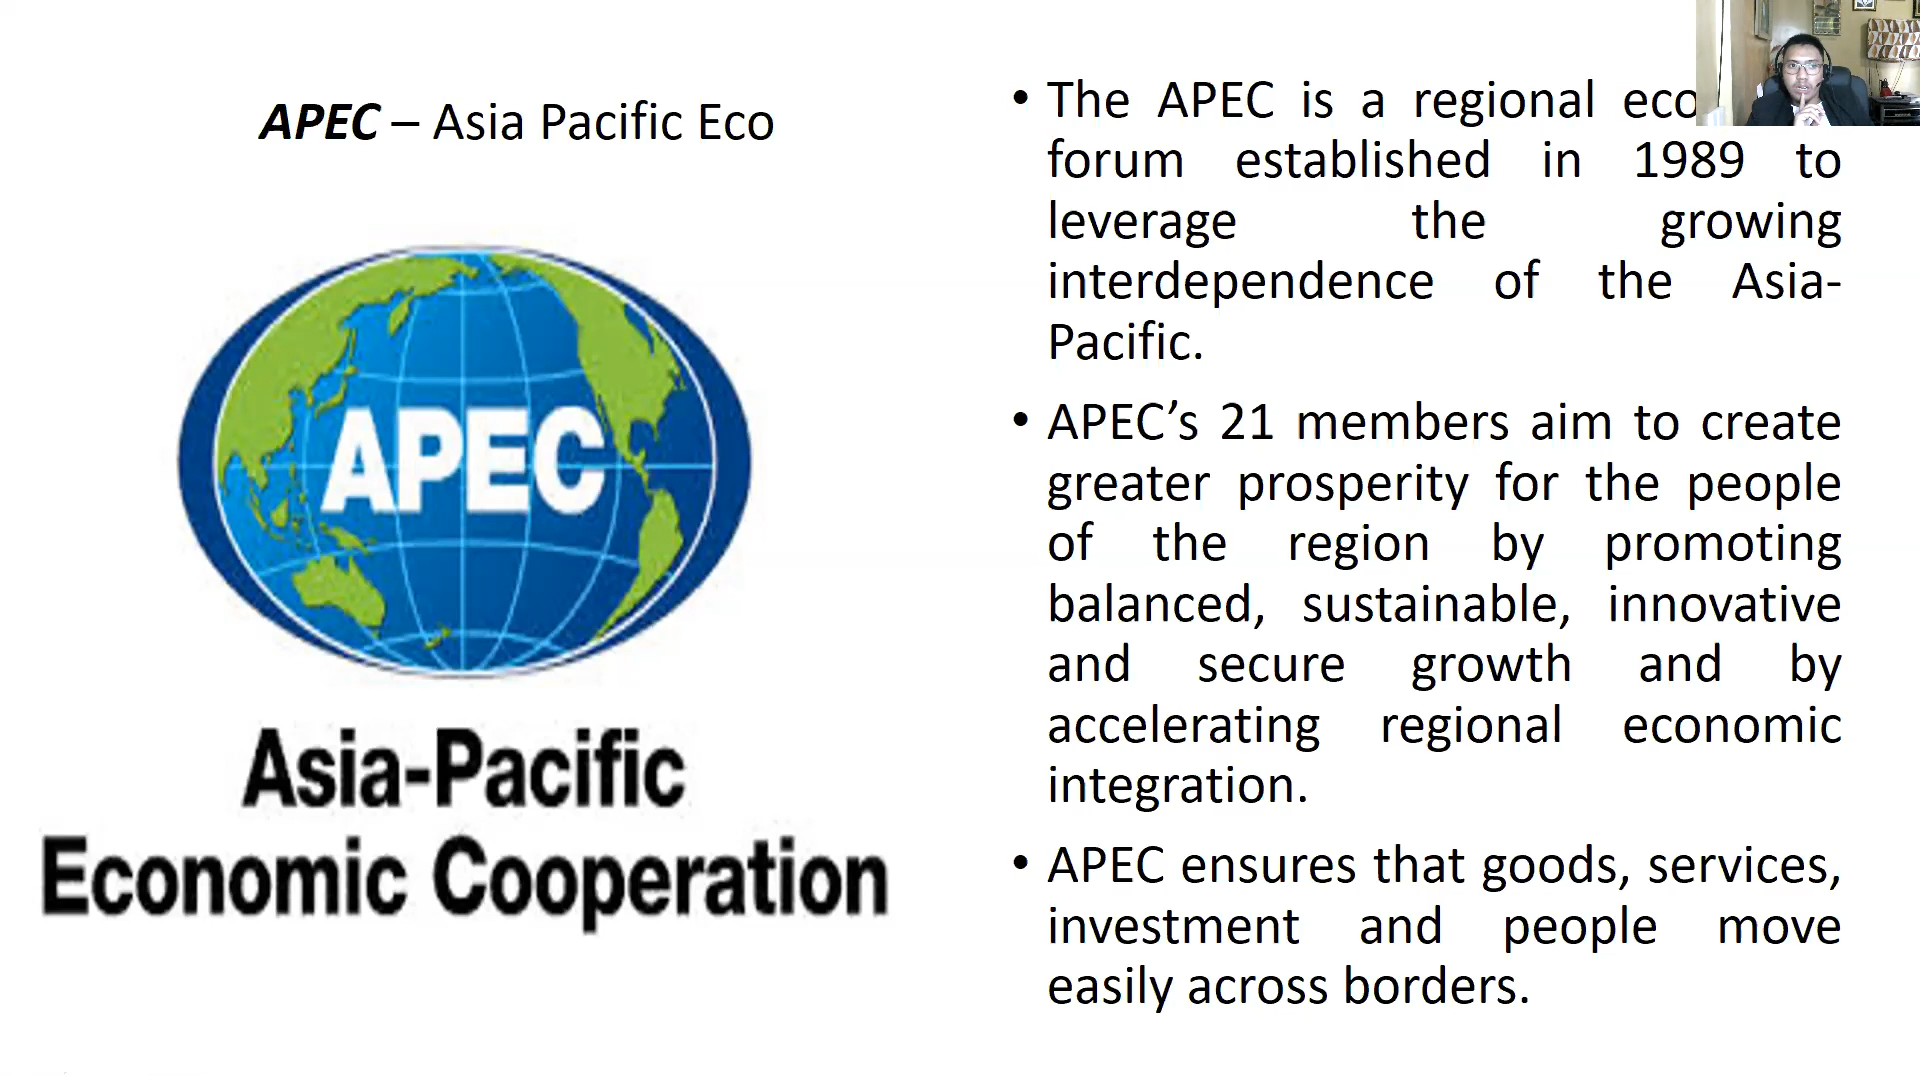 APEC – Asia Pacific Eco
APEC
Asia-Pacific
Economic Cooperation
• The APEC is a regional eco
forum established in 1989 to
leverage the growing
interdependence of the Asia-
Pacific.
• APEC’s 21 members aim to create
greater prosperity for the people
of the region by promoting
balanced, sustainable, innovative
and secure growth and by
accelerating regional economic
integration.
• APEC ensures that goods, services,
investment and people move
easily across borders.